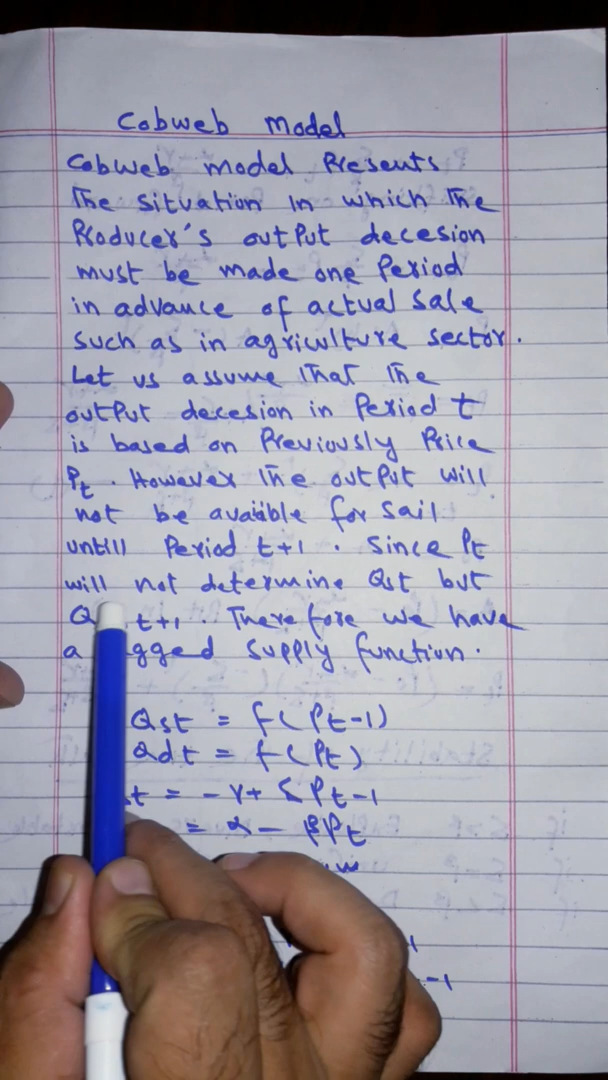 Cobweb Model
Cobweb model Presents
The situation in which The
Producer's output decesion
must be made one Period
in advance of actual sale
such as in agriculture sector.
Let us assume That The
output decesion in Period t
is based on Previously Price
Pt. However The output will
not be avaiible for sail
untill Period t+1. Since Pt
will not determine Qst but
Q t+1. Therefore we have
a gged supply function.
Qst = f(Pt-1)
Qdt = f(Pt)
t = -γ+ δPt-1
= α - βPt